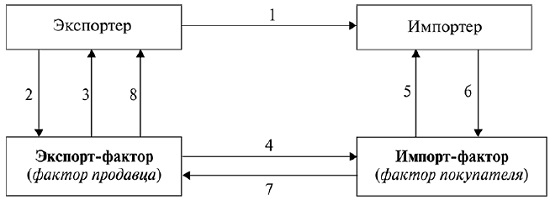 1
Экспортер
Импортер
2
3
8
5
6
Экспорт-фактор
(фактор продавца)
4
7
Импорт-фактор
(фактор покупателя)